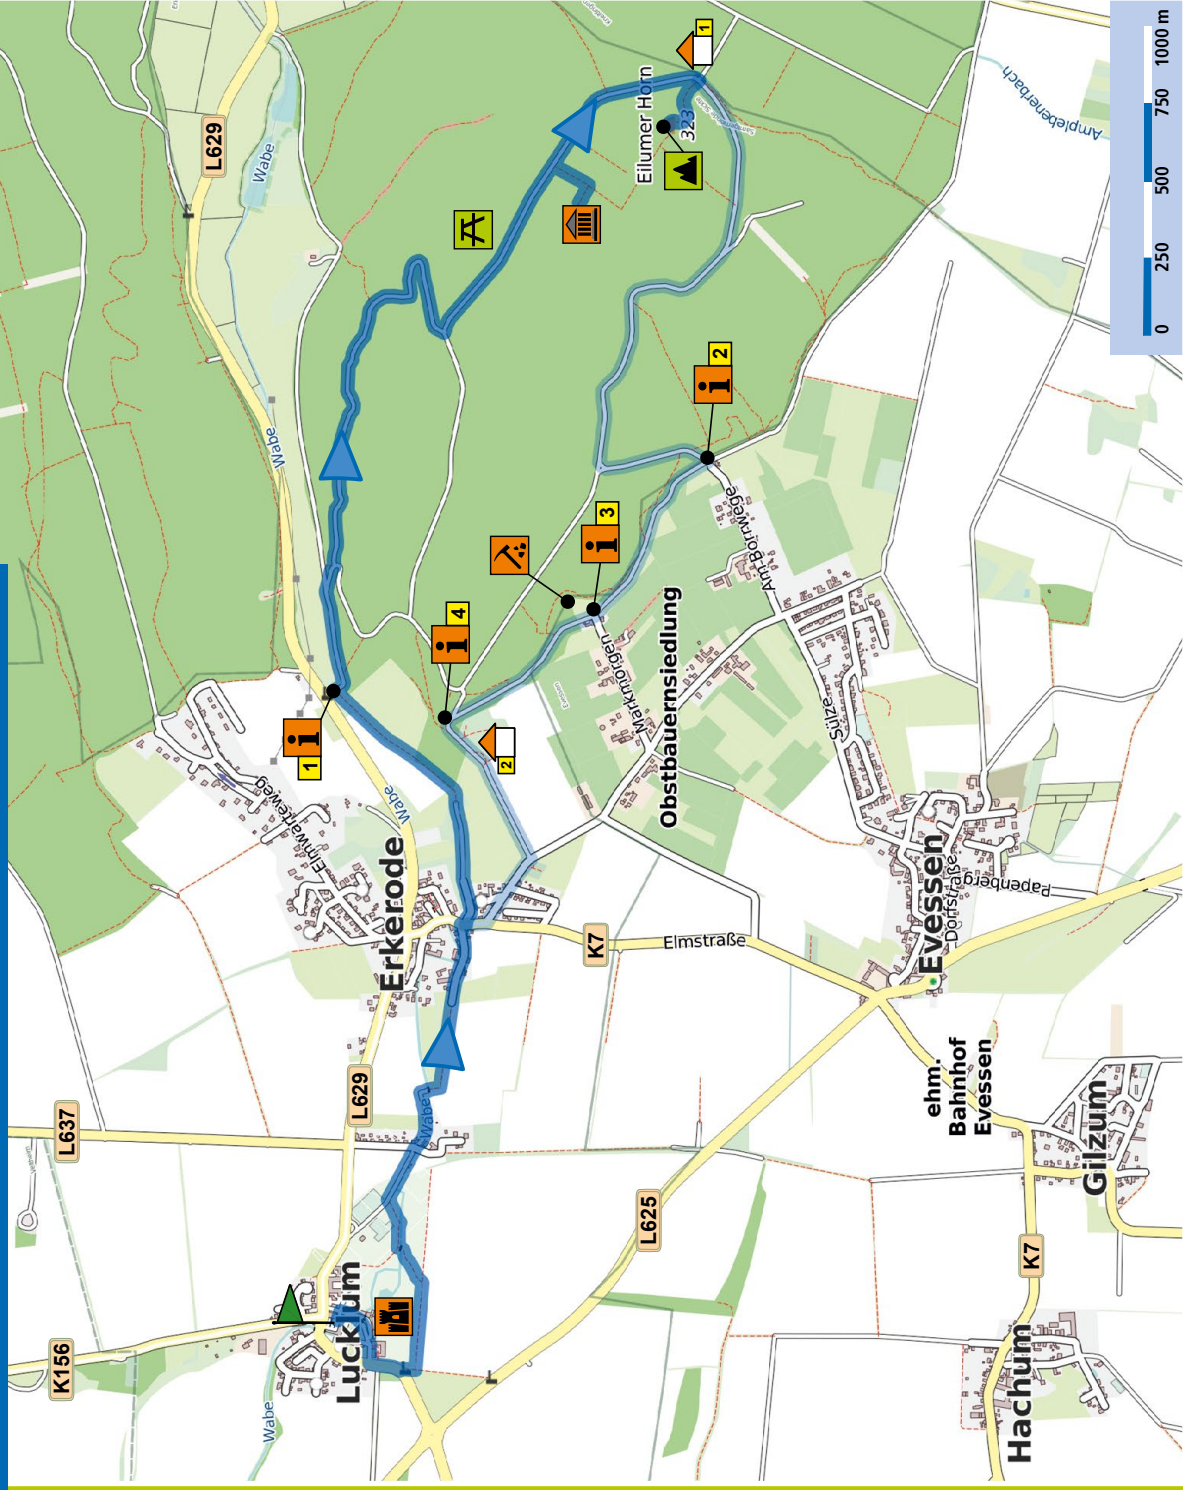 L629
Wabe
Wabe
Eilumer Horn
323
1
Amplebenerbach
0
250
500
750
1000 m
2
3
4
1
2
Am Bornwege
Markmorgen
Obstbauernsiedlung
Sülze
Elmwarteweg
Wabe
Erkerode
K7
Elmstraße
Evessen
Dorfstraße
Papenberg
ehm.
Bahnhof
Evessen
L629
L637
Wabe
L625
Gilzum
K7
Lucklum
K156
Wabe
Hachum